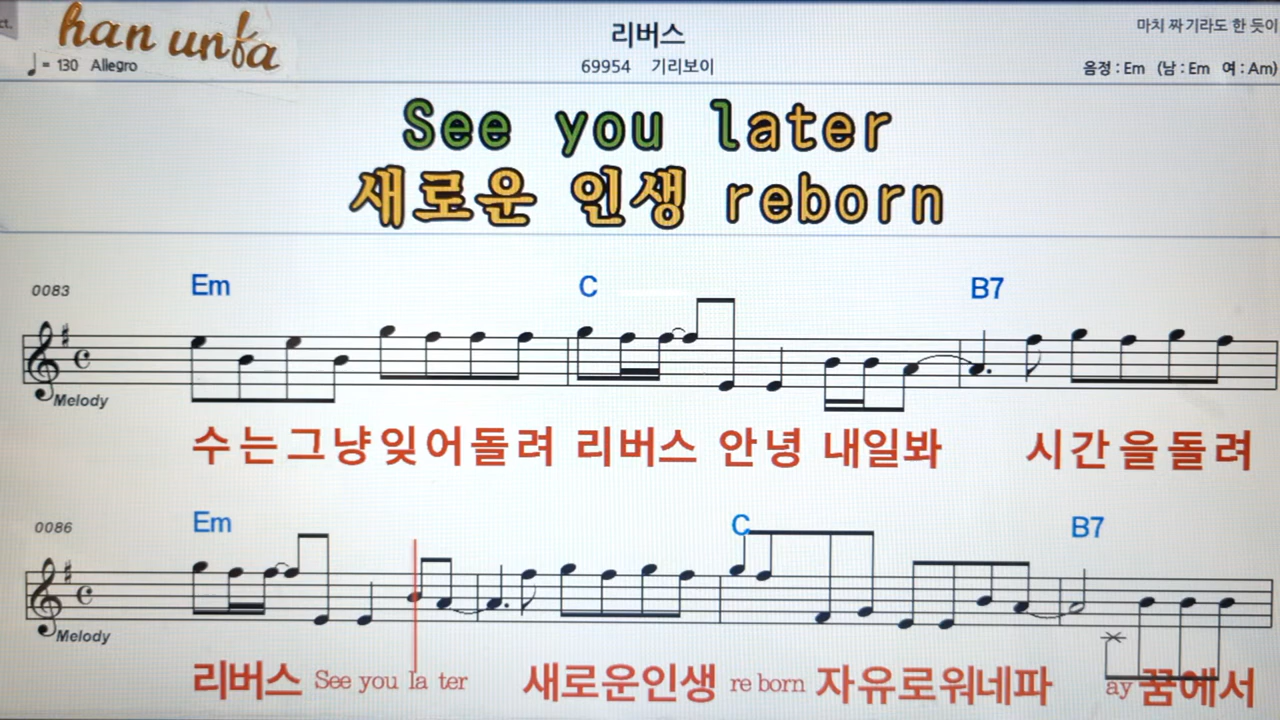 ct.
han unfa
리버스
마치 짜기라도 한 듯이
♩= 130 Allegro
69954 기리보이
음정 : Em (남 : Em 여 : Am)
See you later
새로운 인생 reborn
0083 Em C B7
Melody
수는그냥잊어돌려 리버스 안녕 내일봐 시간을돌려
0086 Em C B7
Melody
리버스 See you la ter 새로운인생 re born 자유로워네파 ay 꿈에서